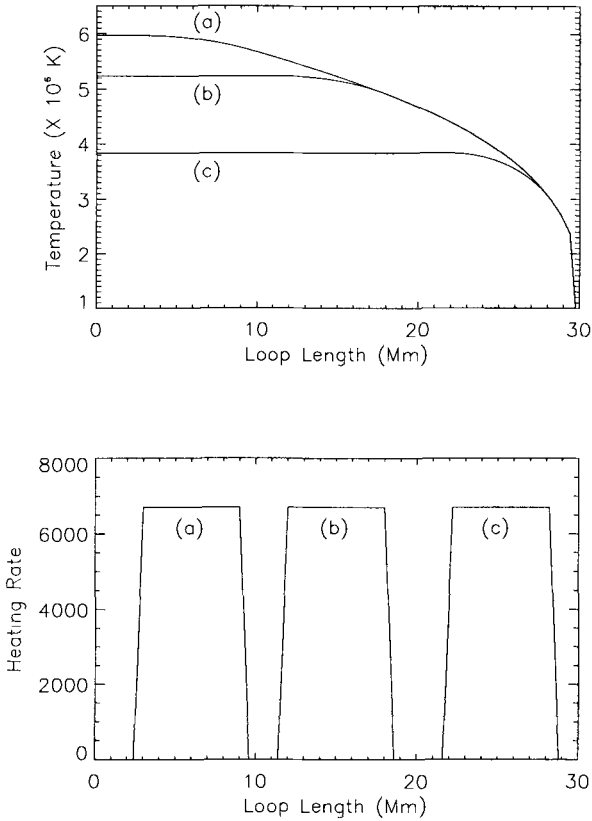 6
5
4
3
2
1
Temperature (X 10⁶ K)
(a)
(b)
(c)
0
10
20
30
Loop Length (Mm)
8000
6000
4000
2000
0
Heating Rate
(a)
(b)
(c)
0
10
20
30
Loop Length (Mm)